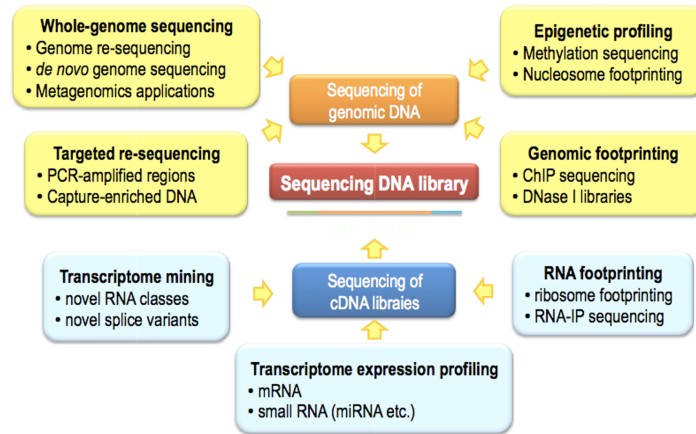 Whole-genome sequencing
• Genome re-sequencing
• de novo genome sequencing
• Metagenomics applications
Epigenetic profiling
• Methylation sequencing
• Nucleosome footprinting
Sequencing of
genomic DNA
Targeted re-sequencing
• PCR-amplified regions
• Capture-enriched DNA
Genomic footprinting
• ChIP sequencing
• DNase I libraries
Sequencing DNA library
Transcriptome mining
• novel RNA classes
• novel splice variants
Sequencing of
cDNA libraies
RNA footprinting
• ribosome footprinting
• RNA-IP sequencing
Transcriptome expression profiling
• mRNA
• small RNA (miRNA etc.)